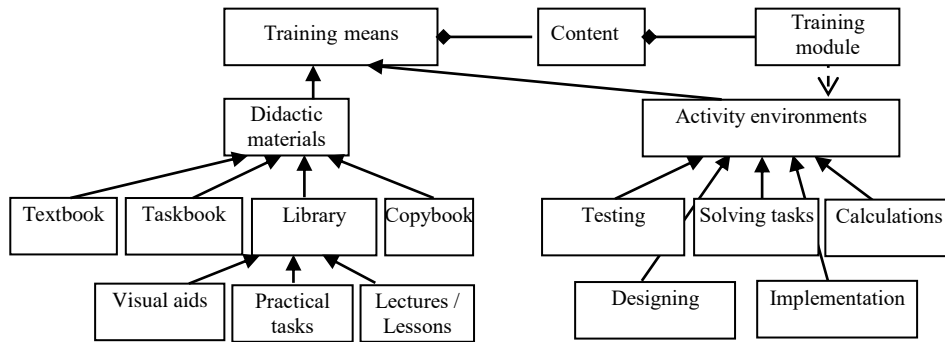 Training means
Content
Training
module
Didactic
materials
Activity environments
Textbook
Taskbook
Library
Copybook
Testing
Solving tasks
Calculations
Visual aids
Practical
tasks
Lectures /
Lessons
Designing
Implementation